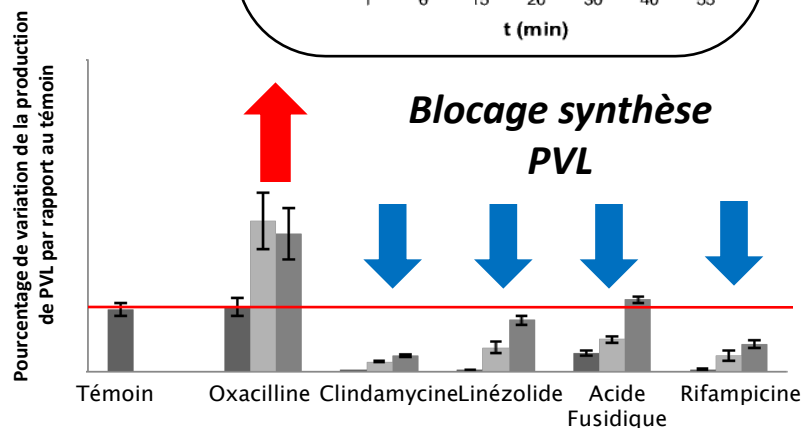 t (min)
Blocage synthèse
PVL
Pourcentage de variation de la production
de PVL par rapport au témoin
Témoin
Oxacilline
Clindamycine
Linézolide
Acide
Fusidique
Rifampicine